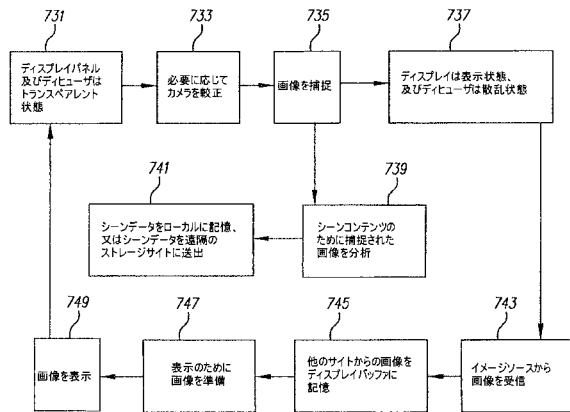 731
ディスプレイパネル
及びディヒューザは
トランスペアレント
状態
733
必要に応じて
カメラを較正
735
画像を捕捉
737
ディスプレイは表示状態、
及びディヒューザは散乱状態
741
シーンデータをローカルに記憶、
又はシーンデータを遠隔の
ストレージサイトに送出
739
シーンコンテンツの
ために捕捉された
画像を分析
749
画像を表示
747
表示のために
画像を準備
745
他のサイトからの画像を
ディスプレイバッファに
記憶
743
イメージソースから
画像を受信